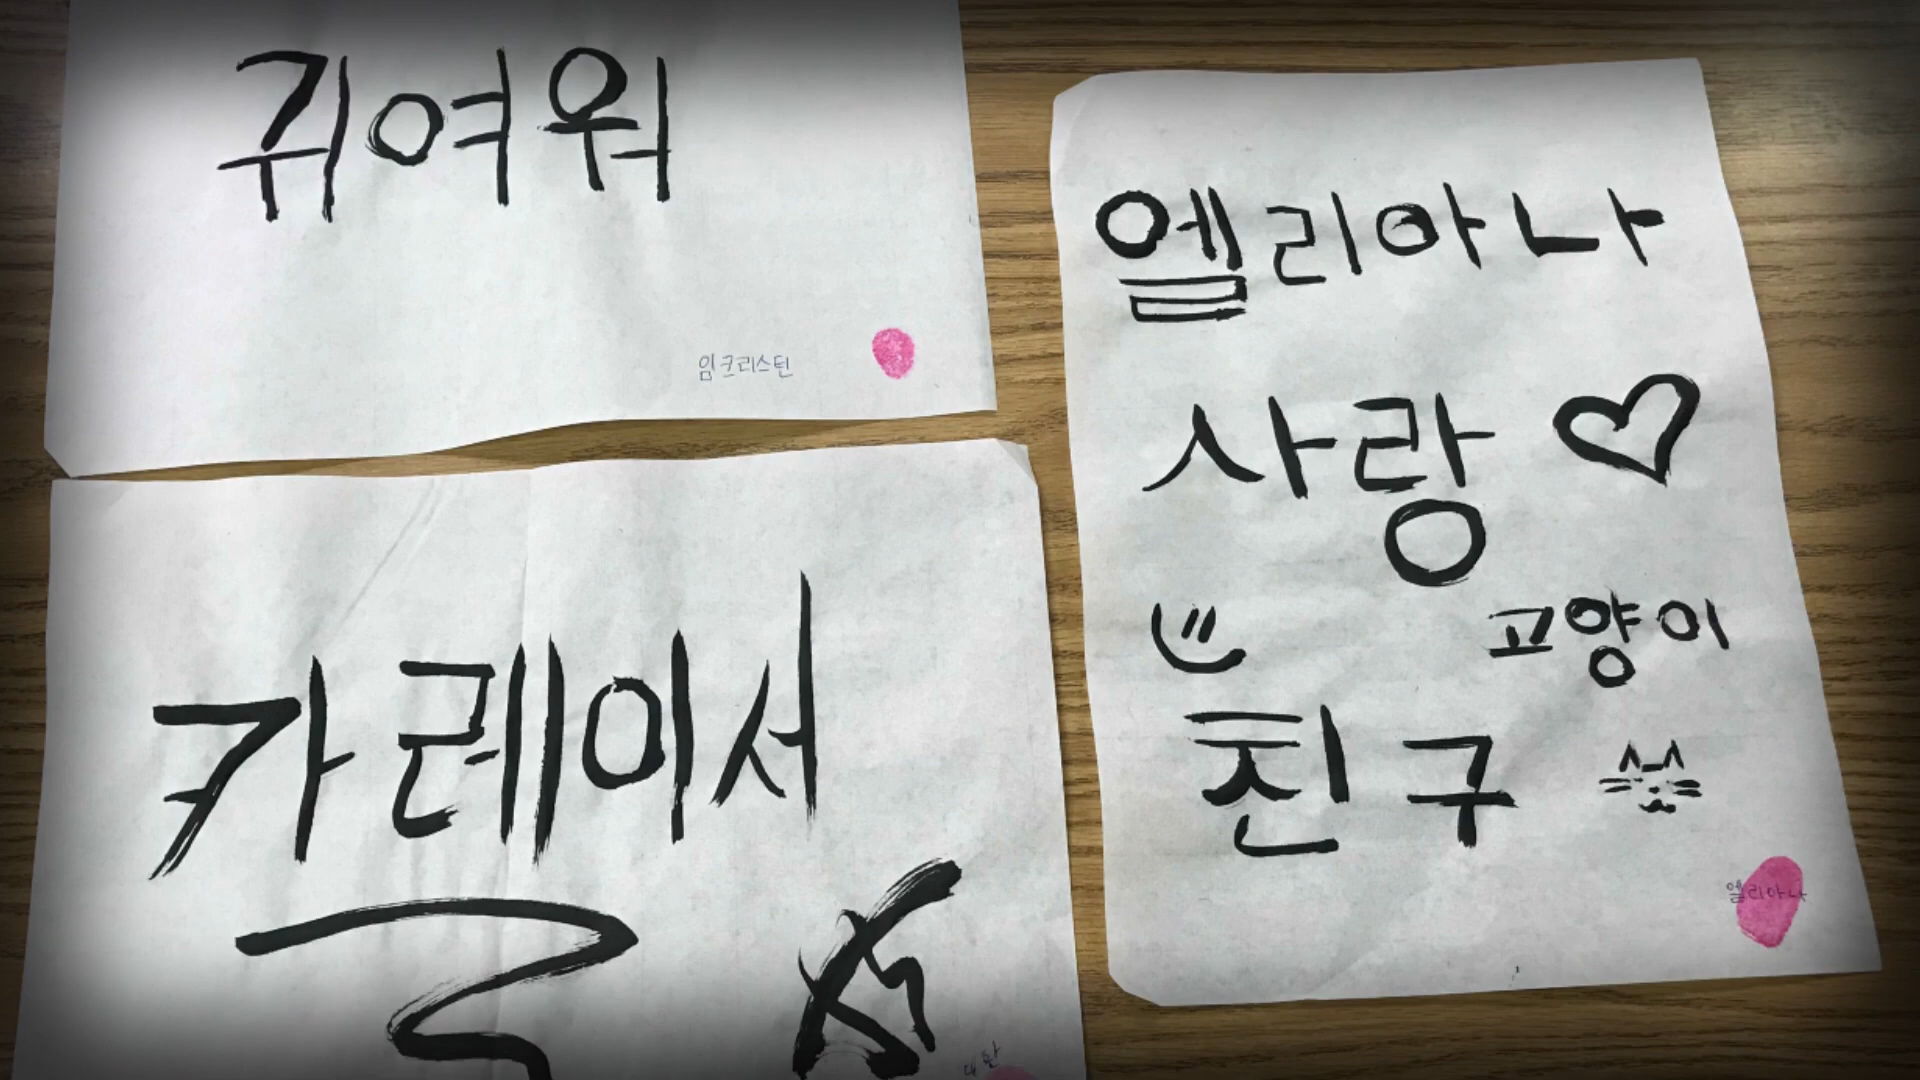 귀여워
임크리스틴
카레이서
엘리아나
사랑
고양이
친구
엘리아나